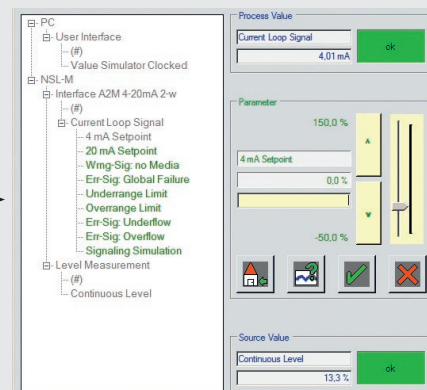 PC
User Interface
(#)
Value Simulator Clocked
NSL-M
Interface A2M 4-20mA 2-w
(#)
Current Loop Signal
4 mA Setpoint
20 mA Setpoint
Wrng-Sig: no Media
Err-Sig: Global Failure
Underrange Limit
Overrange Limit
Err-Sig: Underflow
Err-Sig: Overflow
Signaling Simulation
Level Measurement
(#)
Continuous Level
Process Value
Current Loop Signal
4,01 mA
ok
Parameter
150,0 %
4 mA Setpoint
0,0 %
-50,0 %
Source Value
Continuous Level
13,3 %
ok